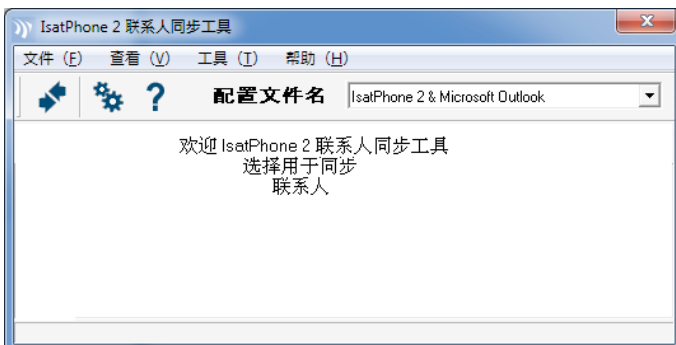 IsatPhone 2 联系人同步工具
文件 (F) 查看 (V) 工具 (T) 帮助 (H)
配置文件名 IsatPhone 2 & Microsoft Outlook
欢迎 IsatPhone 2 联系人同步工具
选择用于同步
联系人